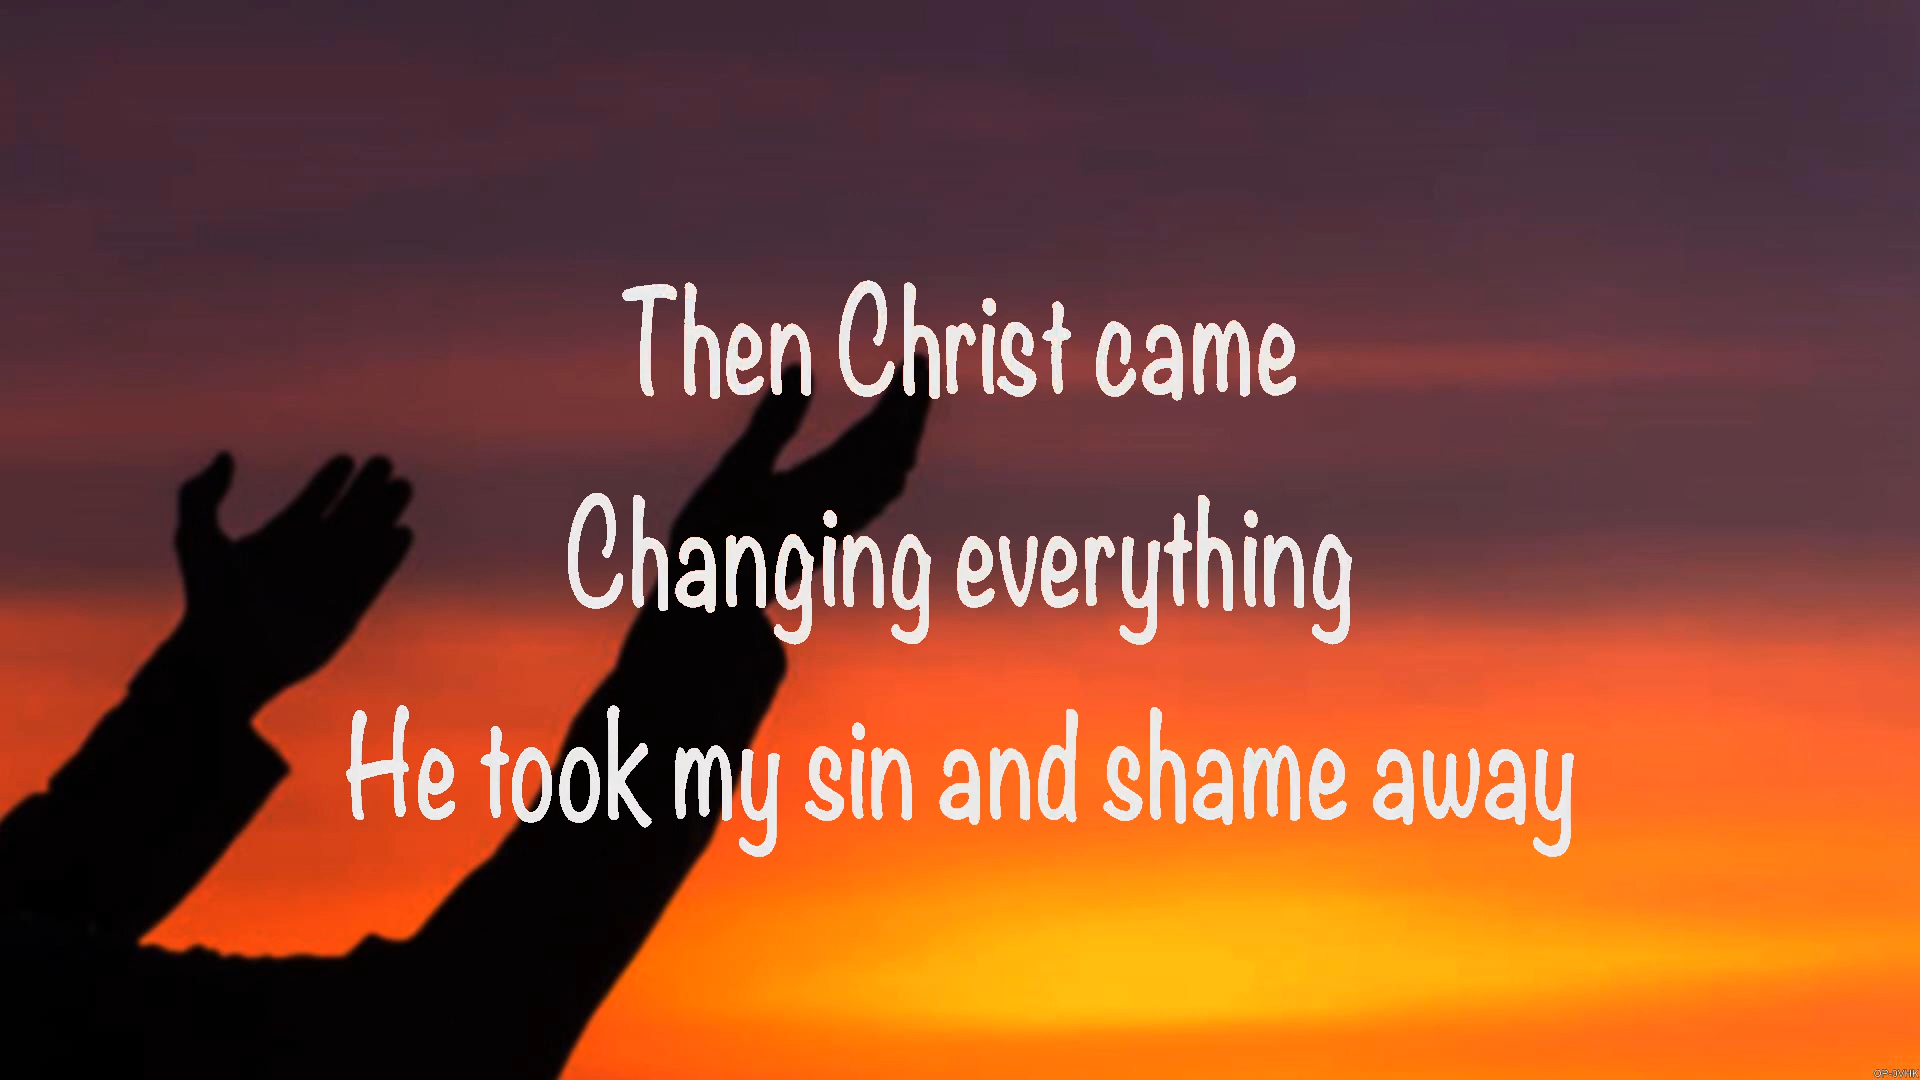 Then Christ came
Changing everything
He took my sin and shame away